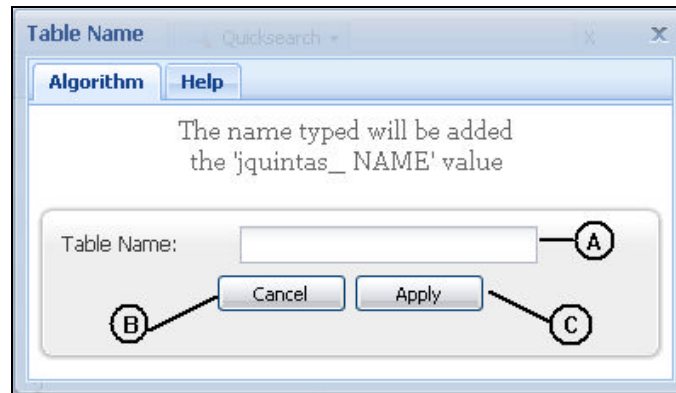 Table Name
Quicksearch
x
x
Algorithm
Help
The name typed will be added
the 'jquintas_ NAME' value
Table Name:
A
Cancel
Apply
B
C